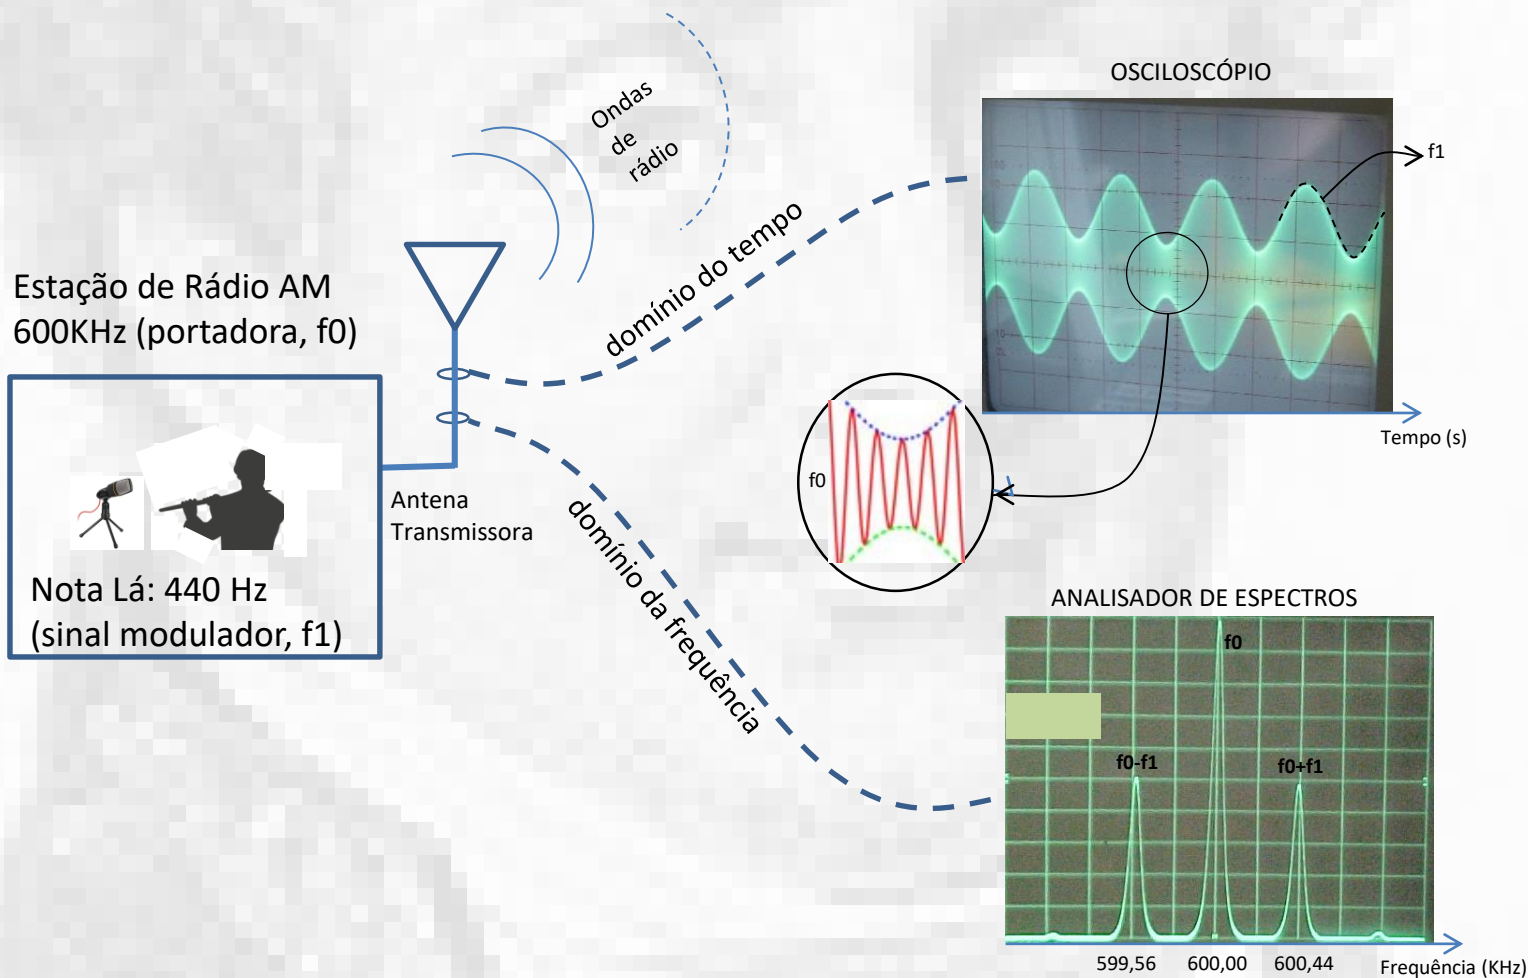 OSCILOSCÓPIO
Ondas
de
rádio
f1
domínio do tempo
Estação de Rádio AM
600KHz (portadora, f0)
Tempo (s)
f0
Antena
Transmissora
domínio da frequência
Nota Lá: 440 Hz
(sinal modulador, f1)
ANALISADOR DE ESPECTROS
f0
f0-f1
f0+f1
599,56
600,00
600,44
Frequência (KHz)